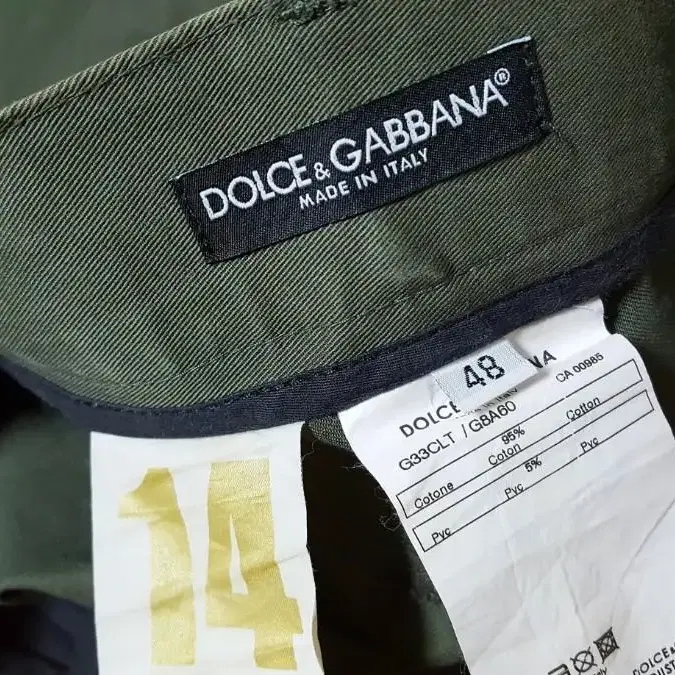 DOLCE & GABBANA®
MADE IN ITALY
48
DOLCE NA
CA 00985
G33CLT / G8A60
95%
Cotone Coton Cotton
5%
Pvc Pvc Pvc
14
DOLCE &